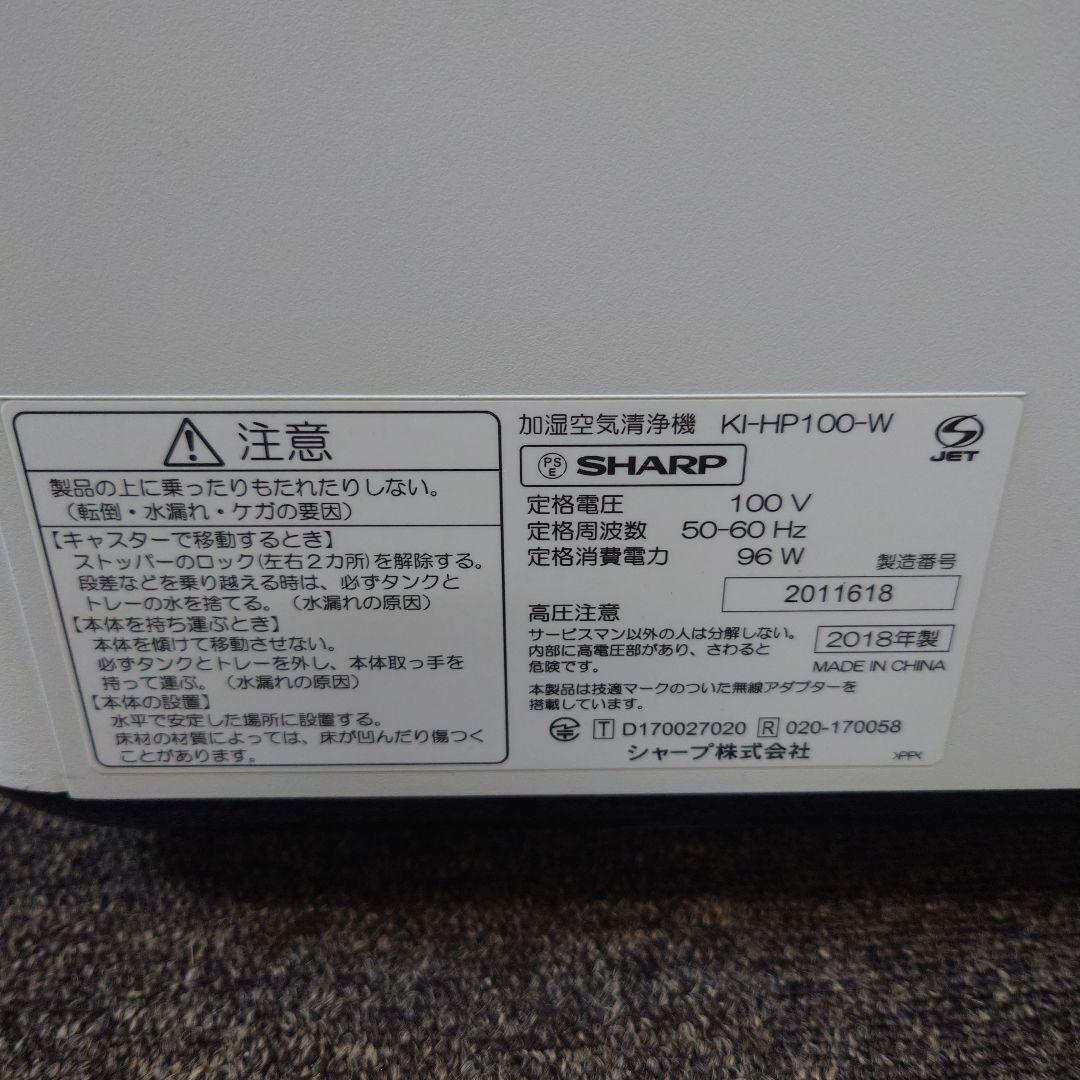 注意
製品の上に乗ったりもたれたりしない。
（転倒・水漏れ・ケガの要因）
【キャスターで移動するとき】
ストッパーのロック(左右2カ所)を解除する。
段差などを乗り越える時は、必ずタンクと
トレーの水を捨てる。（水漏れの原因）
【本体を持ち運ぶとき】
本体を傾けて移動させない。
必ずタンクとトレーを外し、本体取っ手を
持って運ぶ。（水漏れの原因）
【本体の設置】
水平で安定した場所に設置する。
床材の材質によっては、床が凹んだり傷つく
ことがあります。
加湿空気清浄機 KI-HP100-W
JET
PSE SHARP
定格電圧 100 V
定格周波数 50-60 Hz
定格消費電力 96 W
製造番号
2011618
高圧注意
サービスマン以外の人は分解しない。
内部に高電圧部があり、さわると
危険です。
2018年製
MADE IN CHINA
本製品は技適マークのついた無線アダプターを
搭載しています。
T D170027020 R 020-170058
シャープ株式会社
>PP<